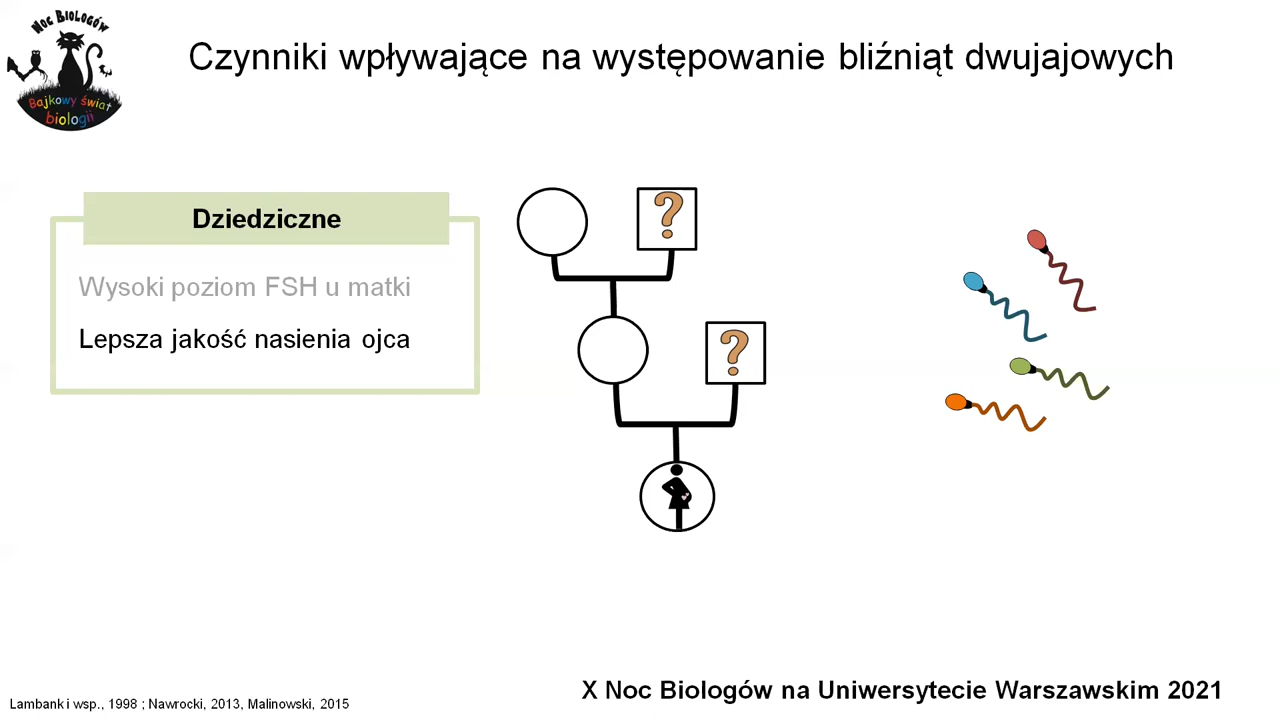 Noc Biologów
Bajkowy świat
biologii
Czynniki wpływające na występowanie bliźniąt dwujajowych
Dziedziczne
Wysoki poziom FSH u matki
Lepsza jakość nasienia ojca
?
?
X Noc Biologów na Uniwersytecie Warszawskim 2021
Lambank i wsp., 1998 ; Nawrocki, 2013, Malinowski, 2015